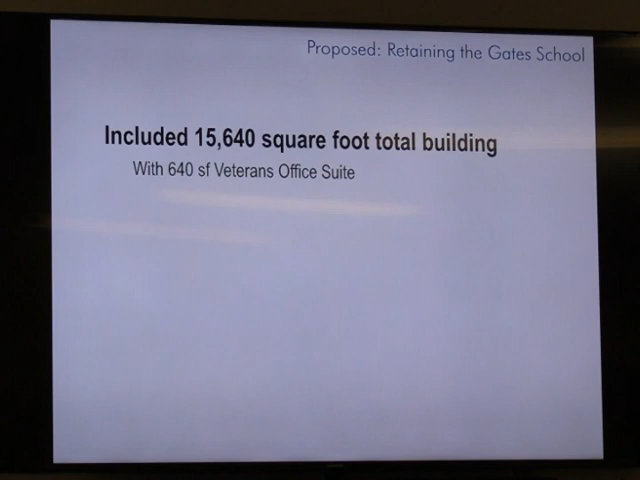 Proposed: Retaining the Gates School
Included 15,640 square foot total building
With 640 sf Veterans Office Suite